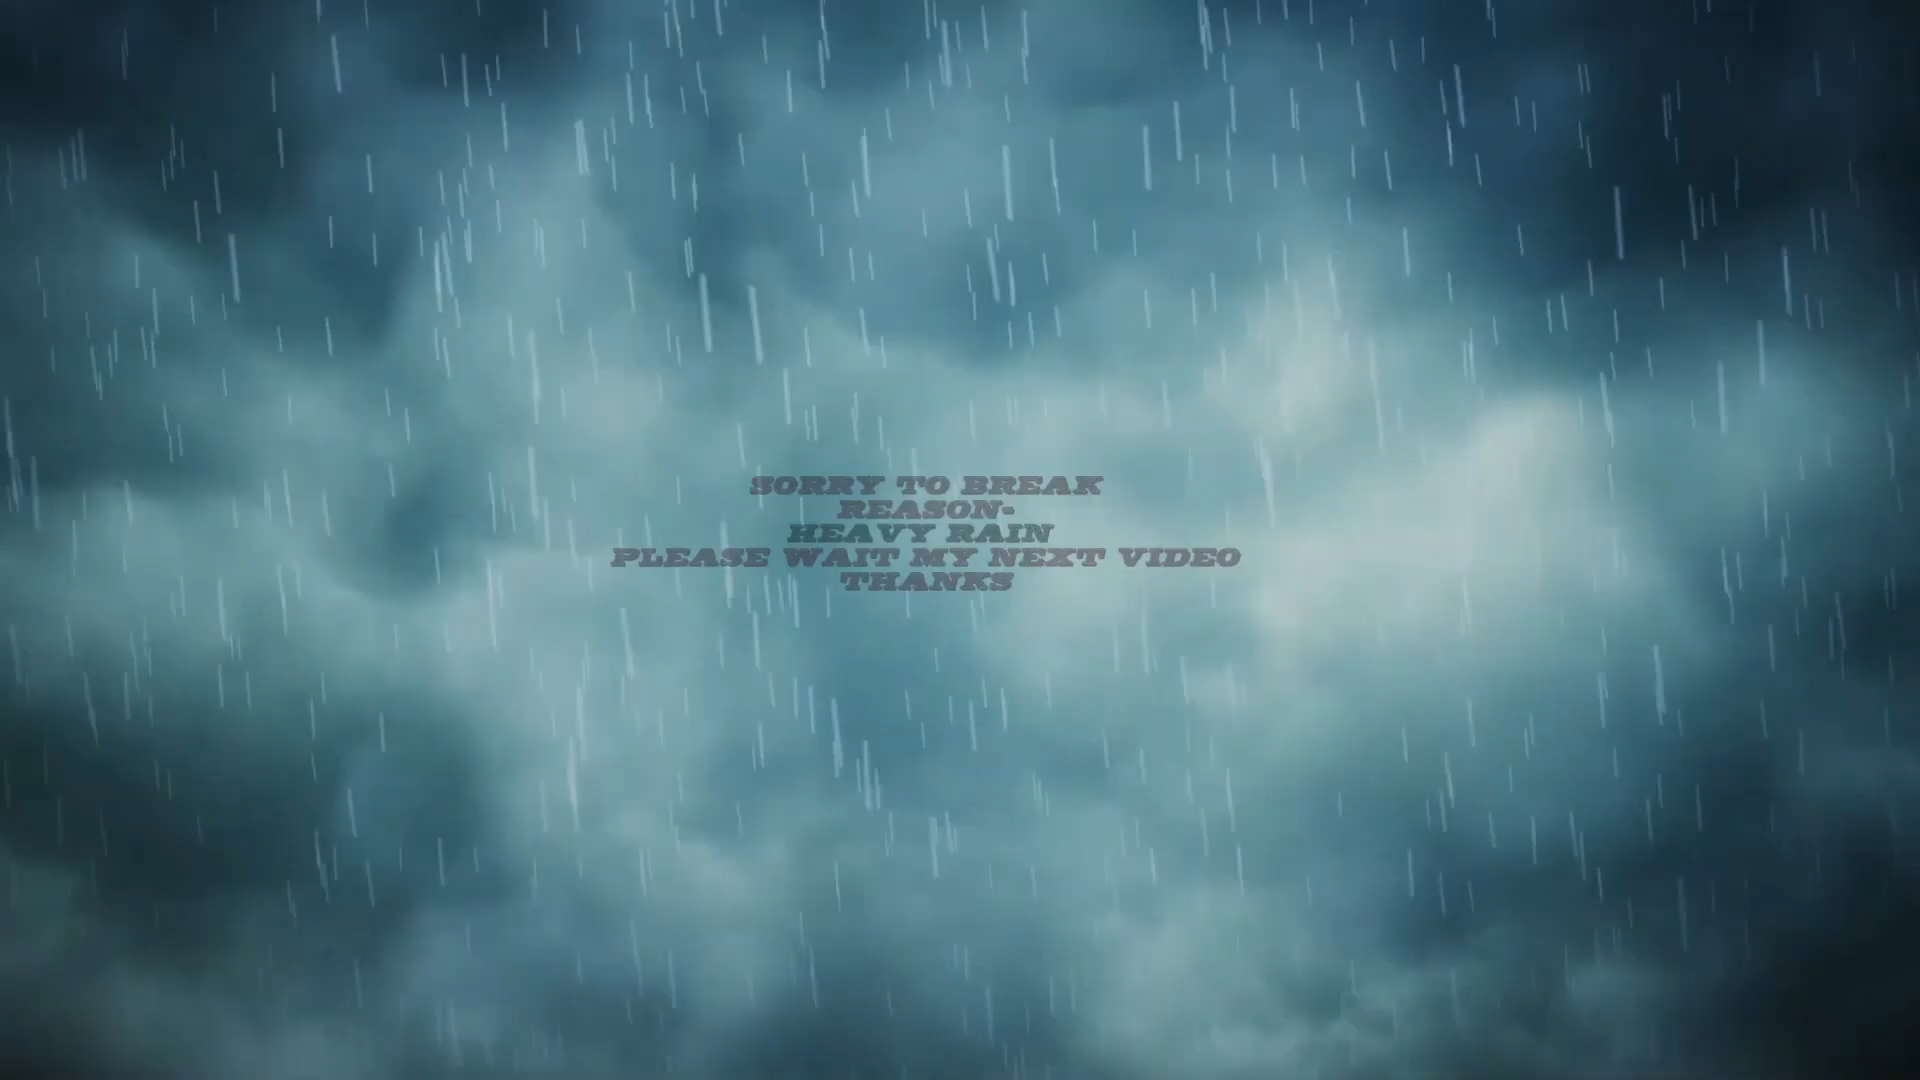 SORRY TO BREAK
REASON-
HEAVY RAIN
PLEASE WAIT MY NEXT VIDEO
THANKS